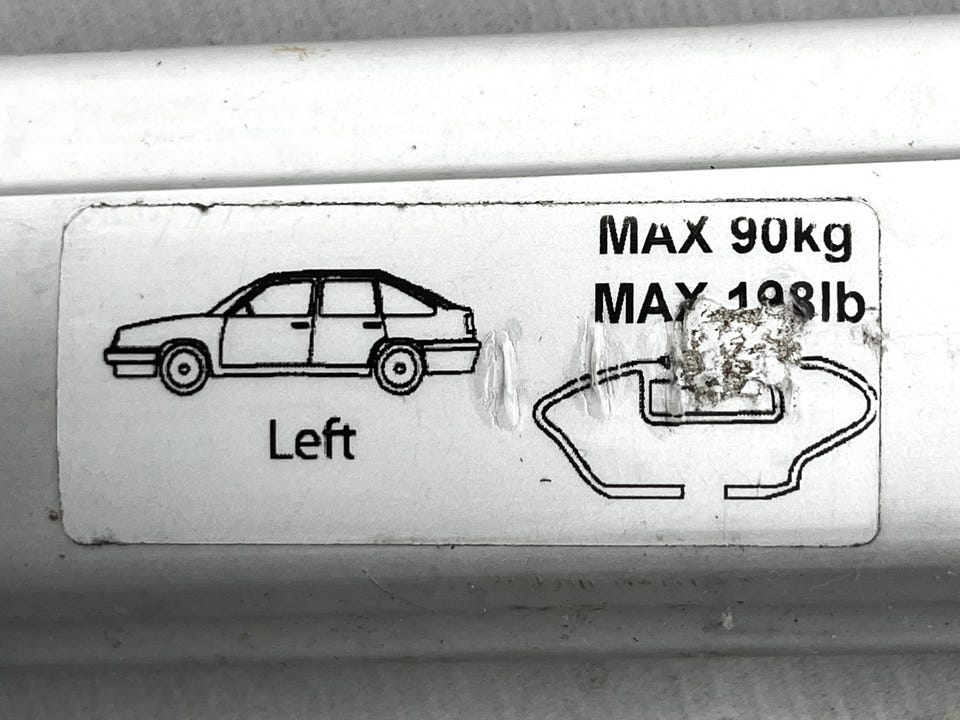 MAX 90kg
MAX 198lb
Left